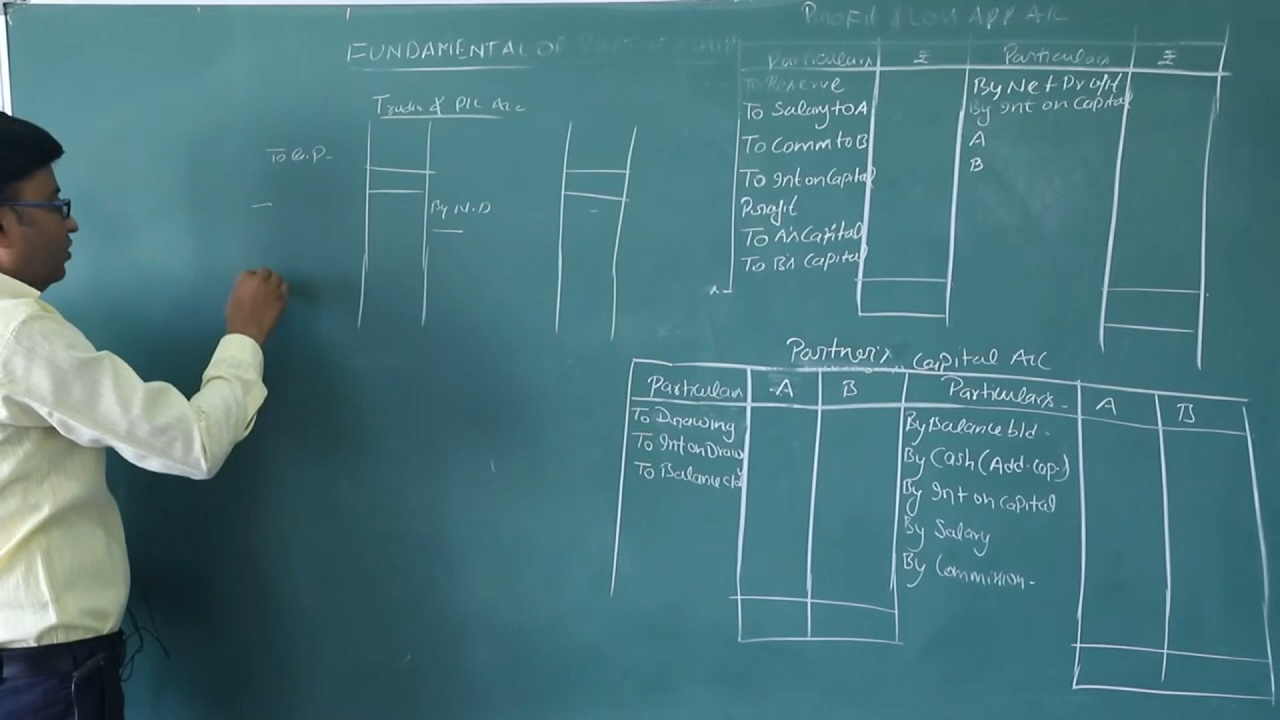 FUNDAMENTAL OF PARTNERSHIP
Trade & P/L A/c
To G.P.
By N.P
PROFIT & LOSS APP A/C
Particulars ₹ Particulars ₹
To Reserve
To Salary to A
To Comm to B
To Int on Capital
Profit
To A's Capital
To B's Capital
By Net Profit
By Int on Capital
A
B
Partner's Capital A/C
Particulars A B Particulars A B
To Drawing
To Int on Draw
To Balance c/d
By Balance b/d
By Cash (Add. cap.)
By Int on Capital
By Salary
By Commission